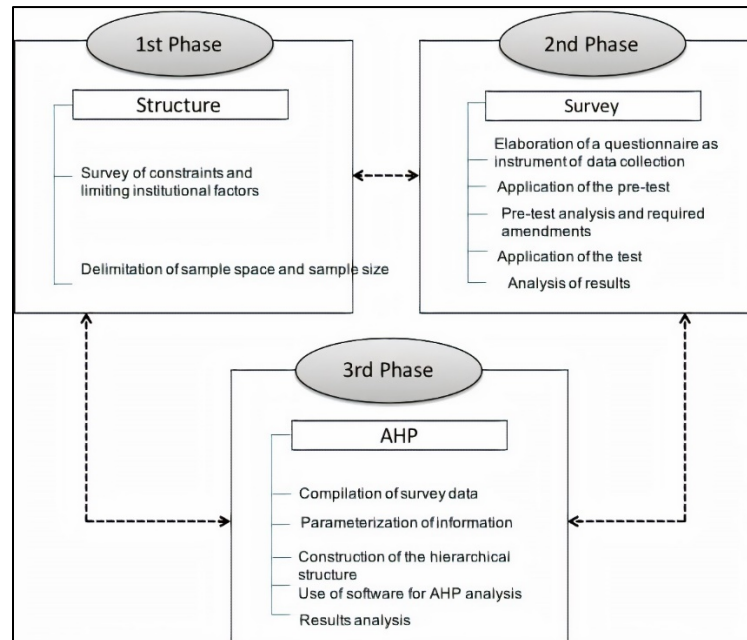 1st Phase
Structure
Survey of constraints and
limiting institutional factors
Delimitation of sample space and sample size
2nd Phase
Survey
Elaboration of a questionnaire as
instrument of data collection
Application of the pre-test
Pre-test analysis and required
amendments
Application of the test
Analysis of results
3rd Phase
AHP
Compilation of survey data
Parameterization of information
Construction of the hierarchical
structure
Use of software for AHP analysis
Results analysis